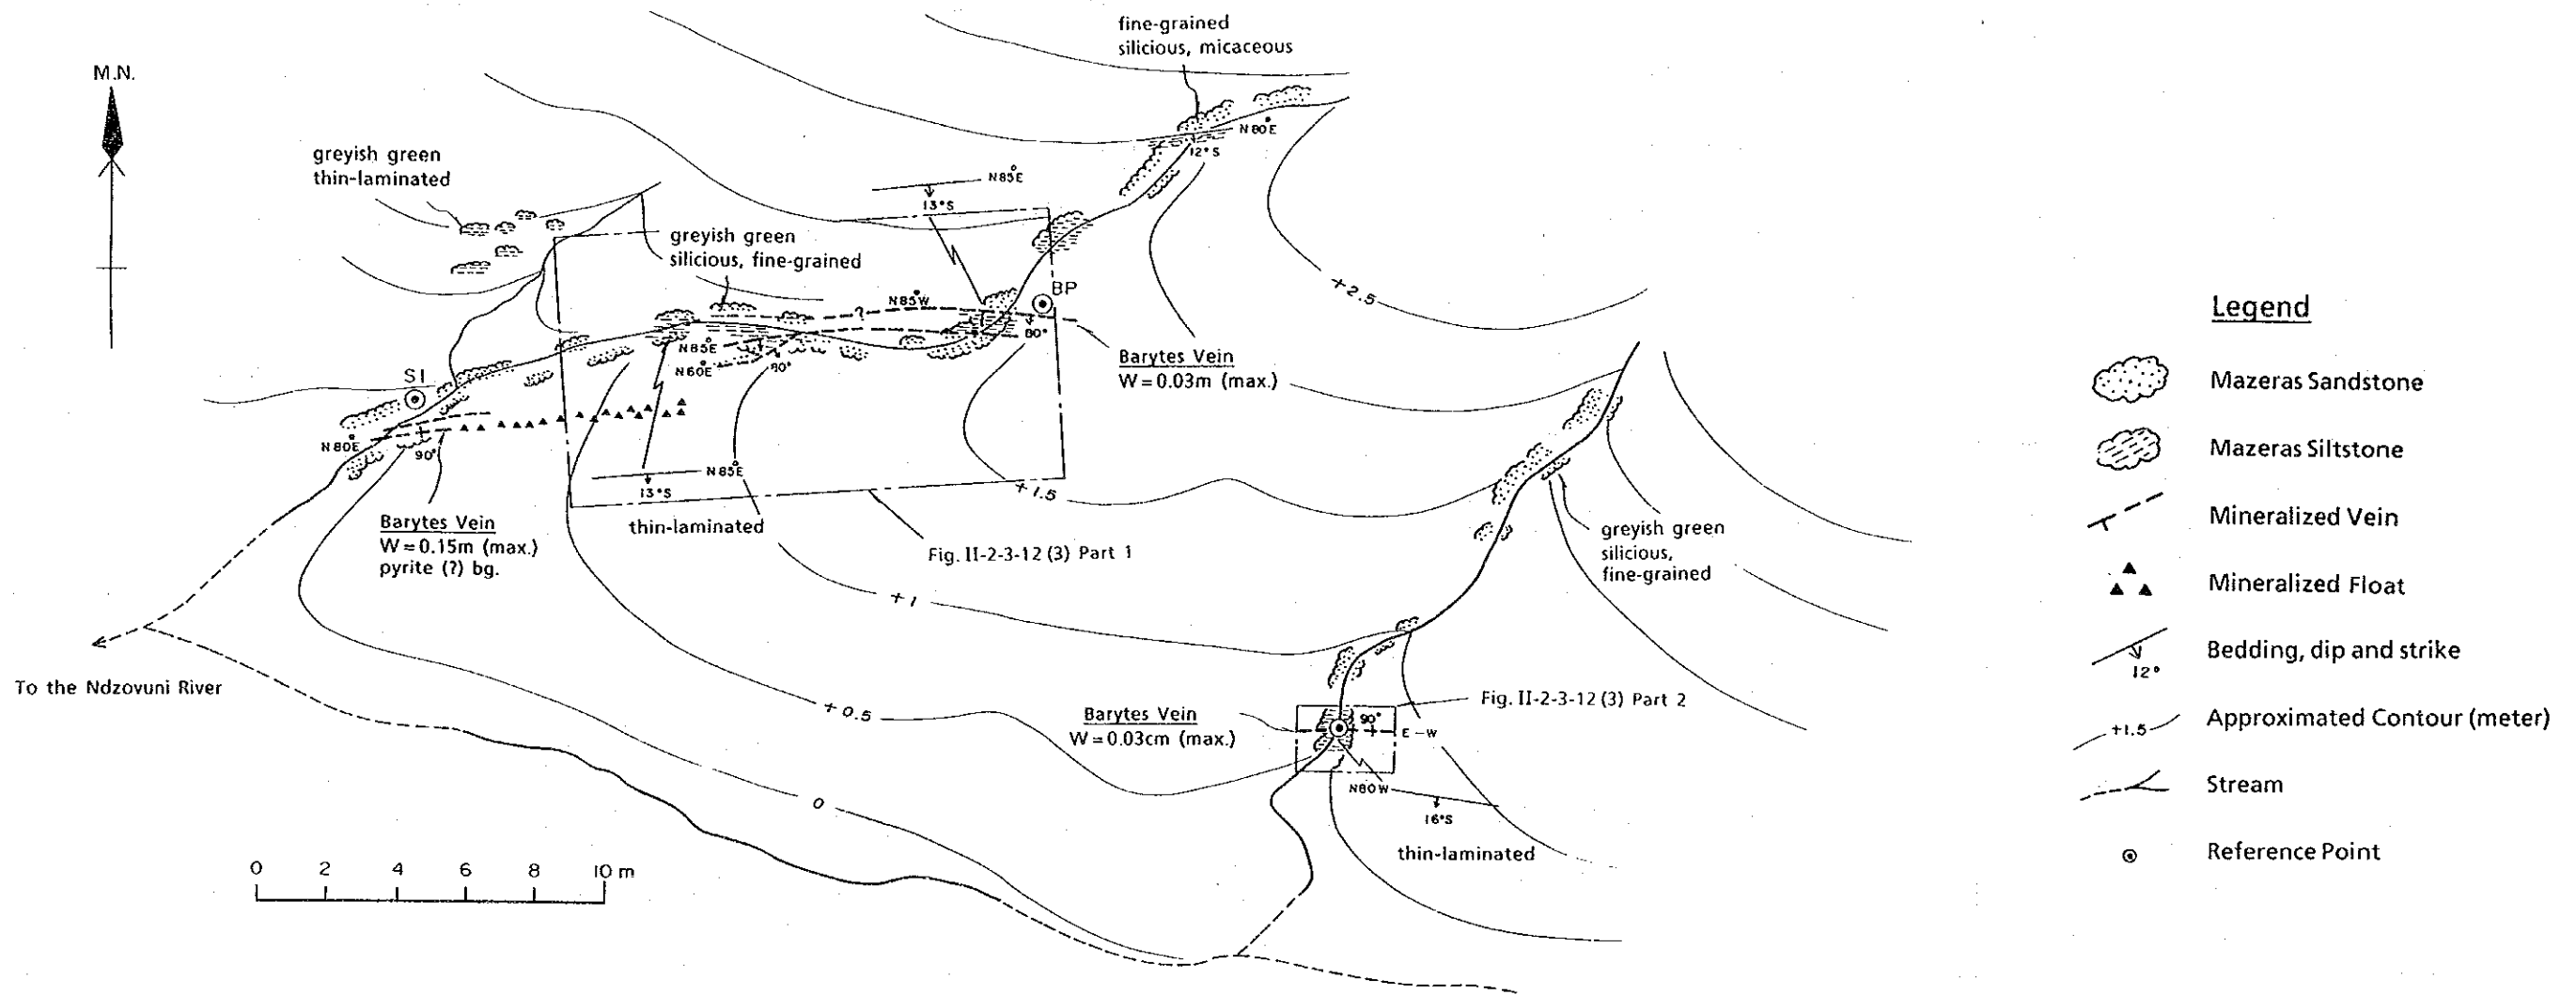 M.N.
fine-grained
silicious, micaceous
N80E
12°S
greyish green
thin-laminated
N85E
13°S
greyish green
silicious, fine-grained
BP
N85W
?
80°
+2.5
Barytes Vein
W = 0.03m (max.)
N85E
N60E
80°
S1
N80E
90°
N85E
13°S
thin-laminated
+1.5
Barytes Vein
W = 0.15m (max.)
pyrite (?) bg.
Fig. II-2-3-12 (3) Part 1
greyish green
silicious,
fine-grained
+1
To the Ndzovuni River
+0.5
Barytes Vein
W = 0.03cm (max.)
Fig. II-2-3-12 (3) Part 2
90°
E-W
N80W
16°S
thin-laminated
0
0 2 4 6 8 10 m
Legend
Mazeras Sandstone
Mazeras Siltstone
Mineralized Vein
Mineralized Float
Bedding, dip and strike
12°
Approximated Contour (meter)
+1.5
Stream
Reference Point